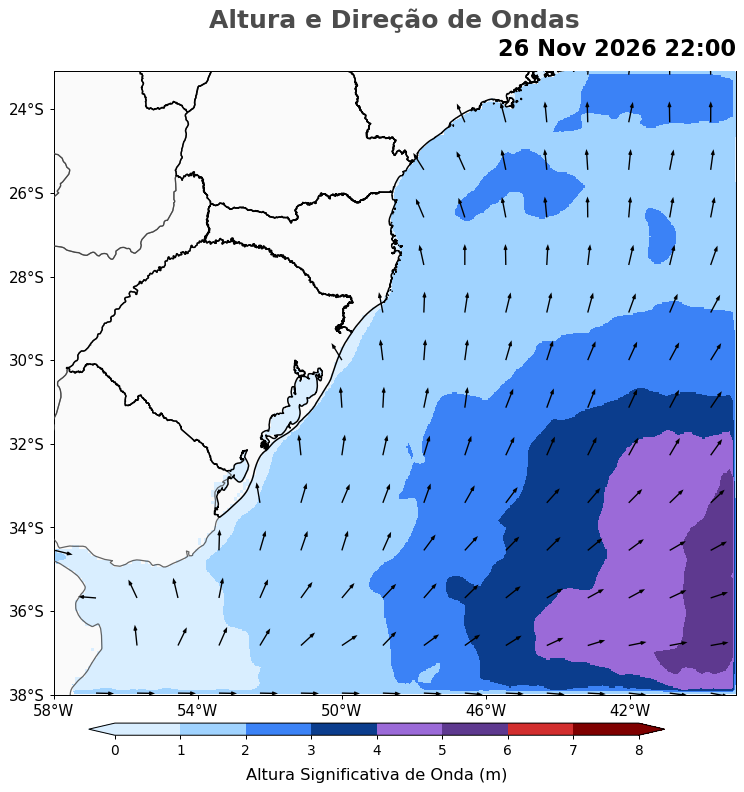 Altura e Direção de Ondas
26 Nov 2026 22:00
24°S
26°S
28°S
30°S
32°S
34°S
36°S
38°S
58°W 54°W 50°W 46°W 42°W
0 1 2 3 4 5 6 7 8
Altura Significativa de Onda (m)